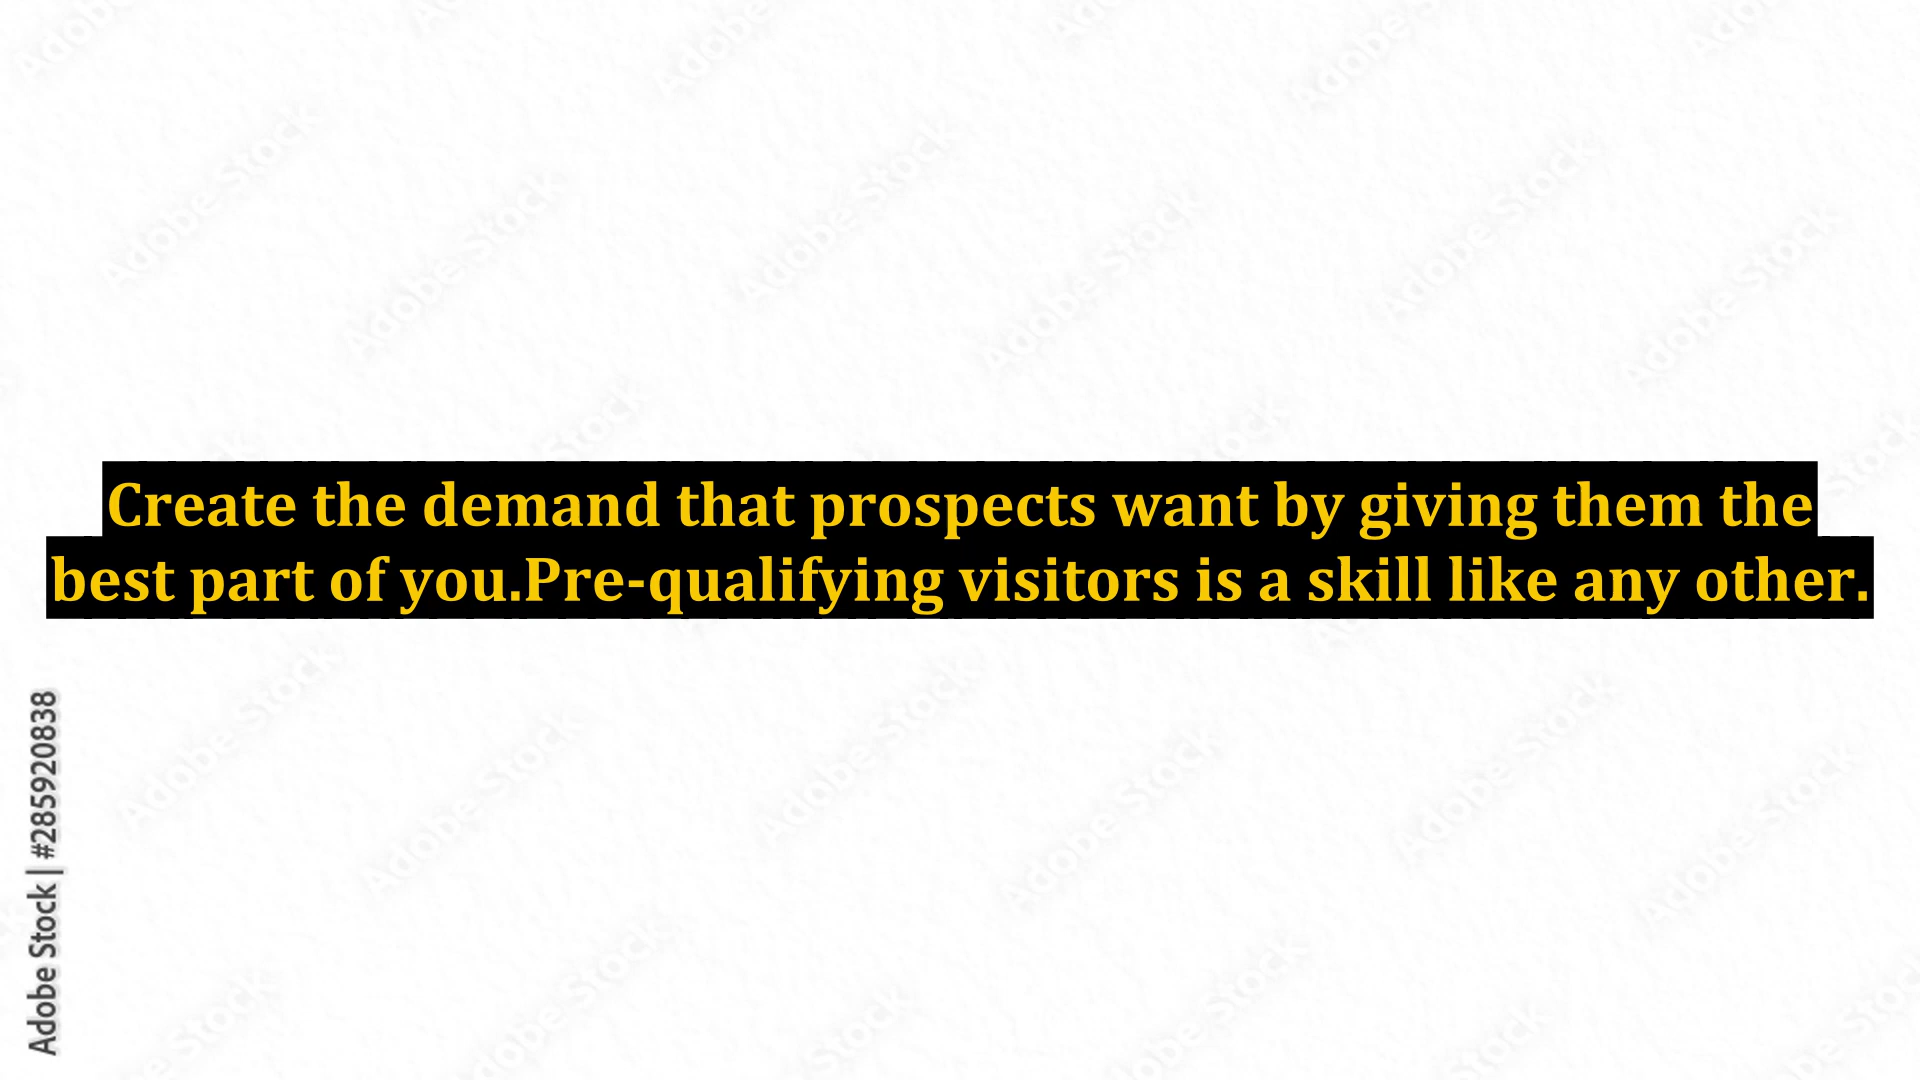 Create the demand that prospects want by giving them the
best part of you.Pre-qualifying visitors is a skill like any other.
Adobe Stock | #285920838